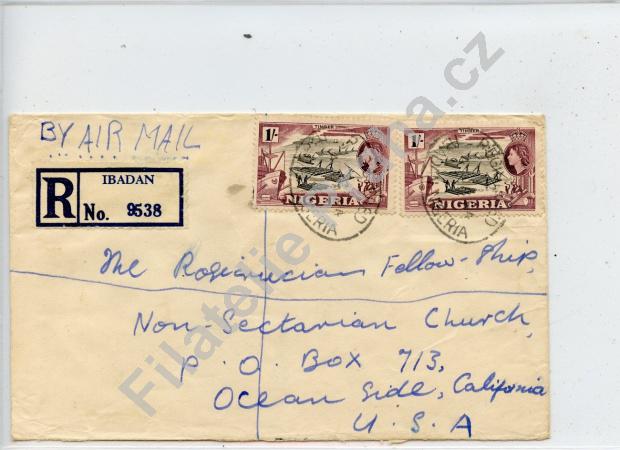 BY AIR MAIL
R
IBADAN
No. 9538
TIMBER
1/-
NIGERIA
TIMBER
1/-
NIGERIA
The Rosicrucian Fellow-Ship,
Non-Sectarian Church,
P. O. Box 713,
Ocean Side, California
U. S. A